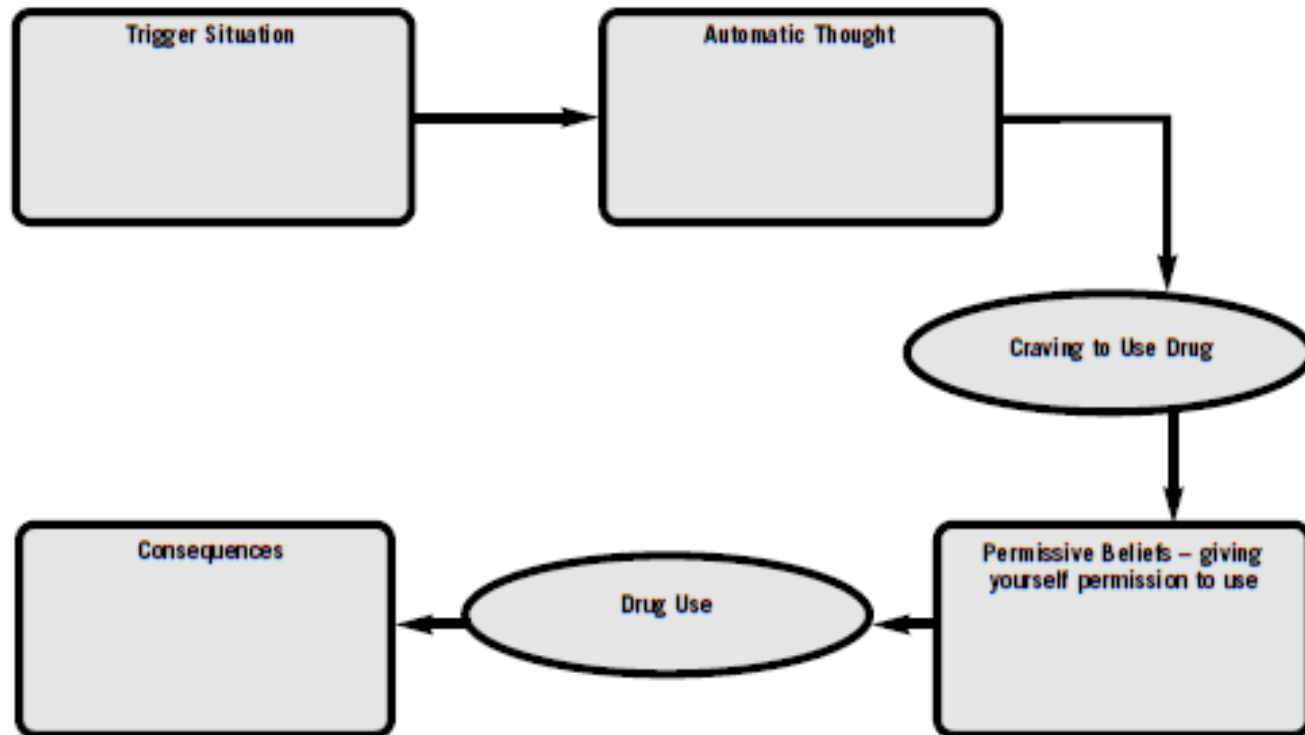 Trigger Situation
Automatic Thought
Craving to Use Drug
Permissive Beliefs – giving
yourself permission to use
Drug Use
Consequences